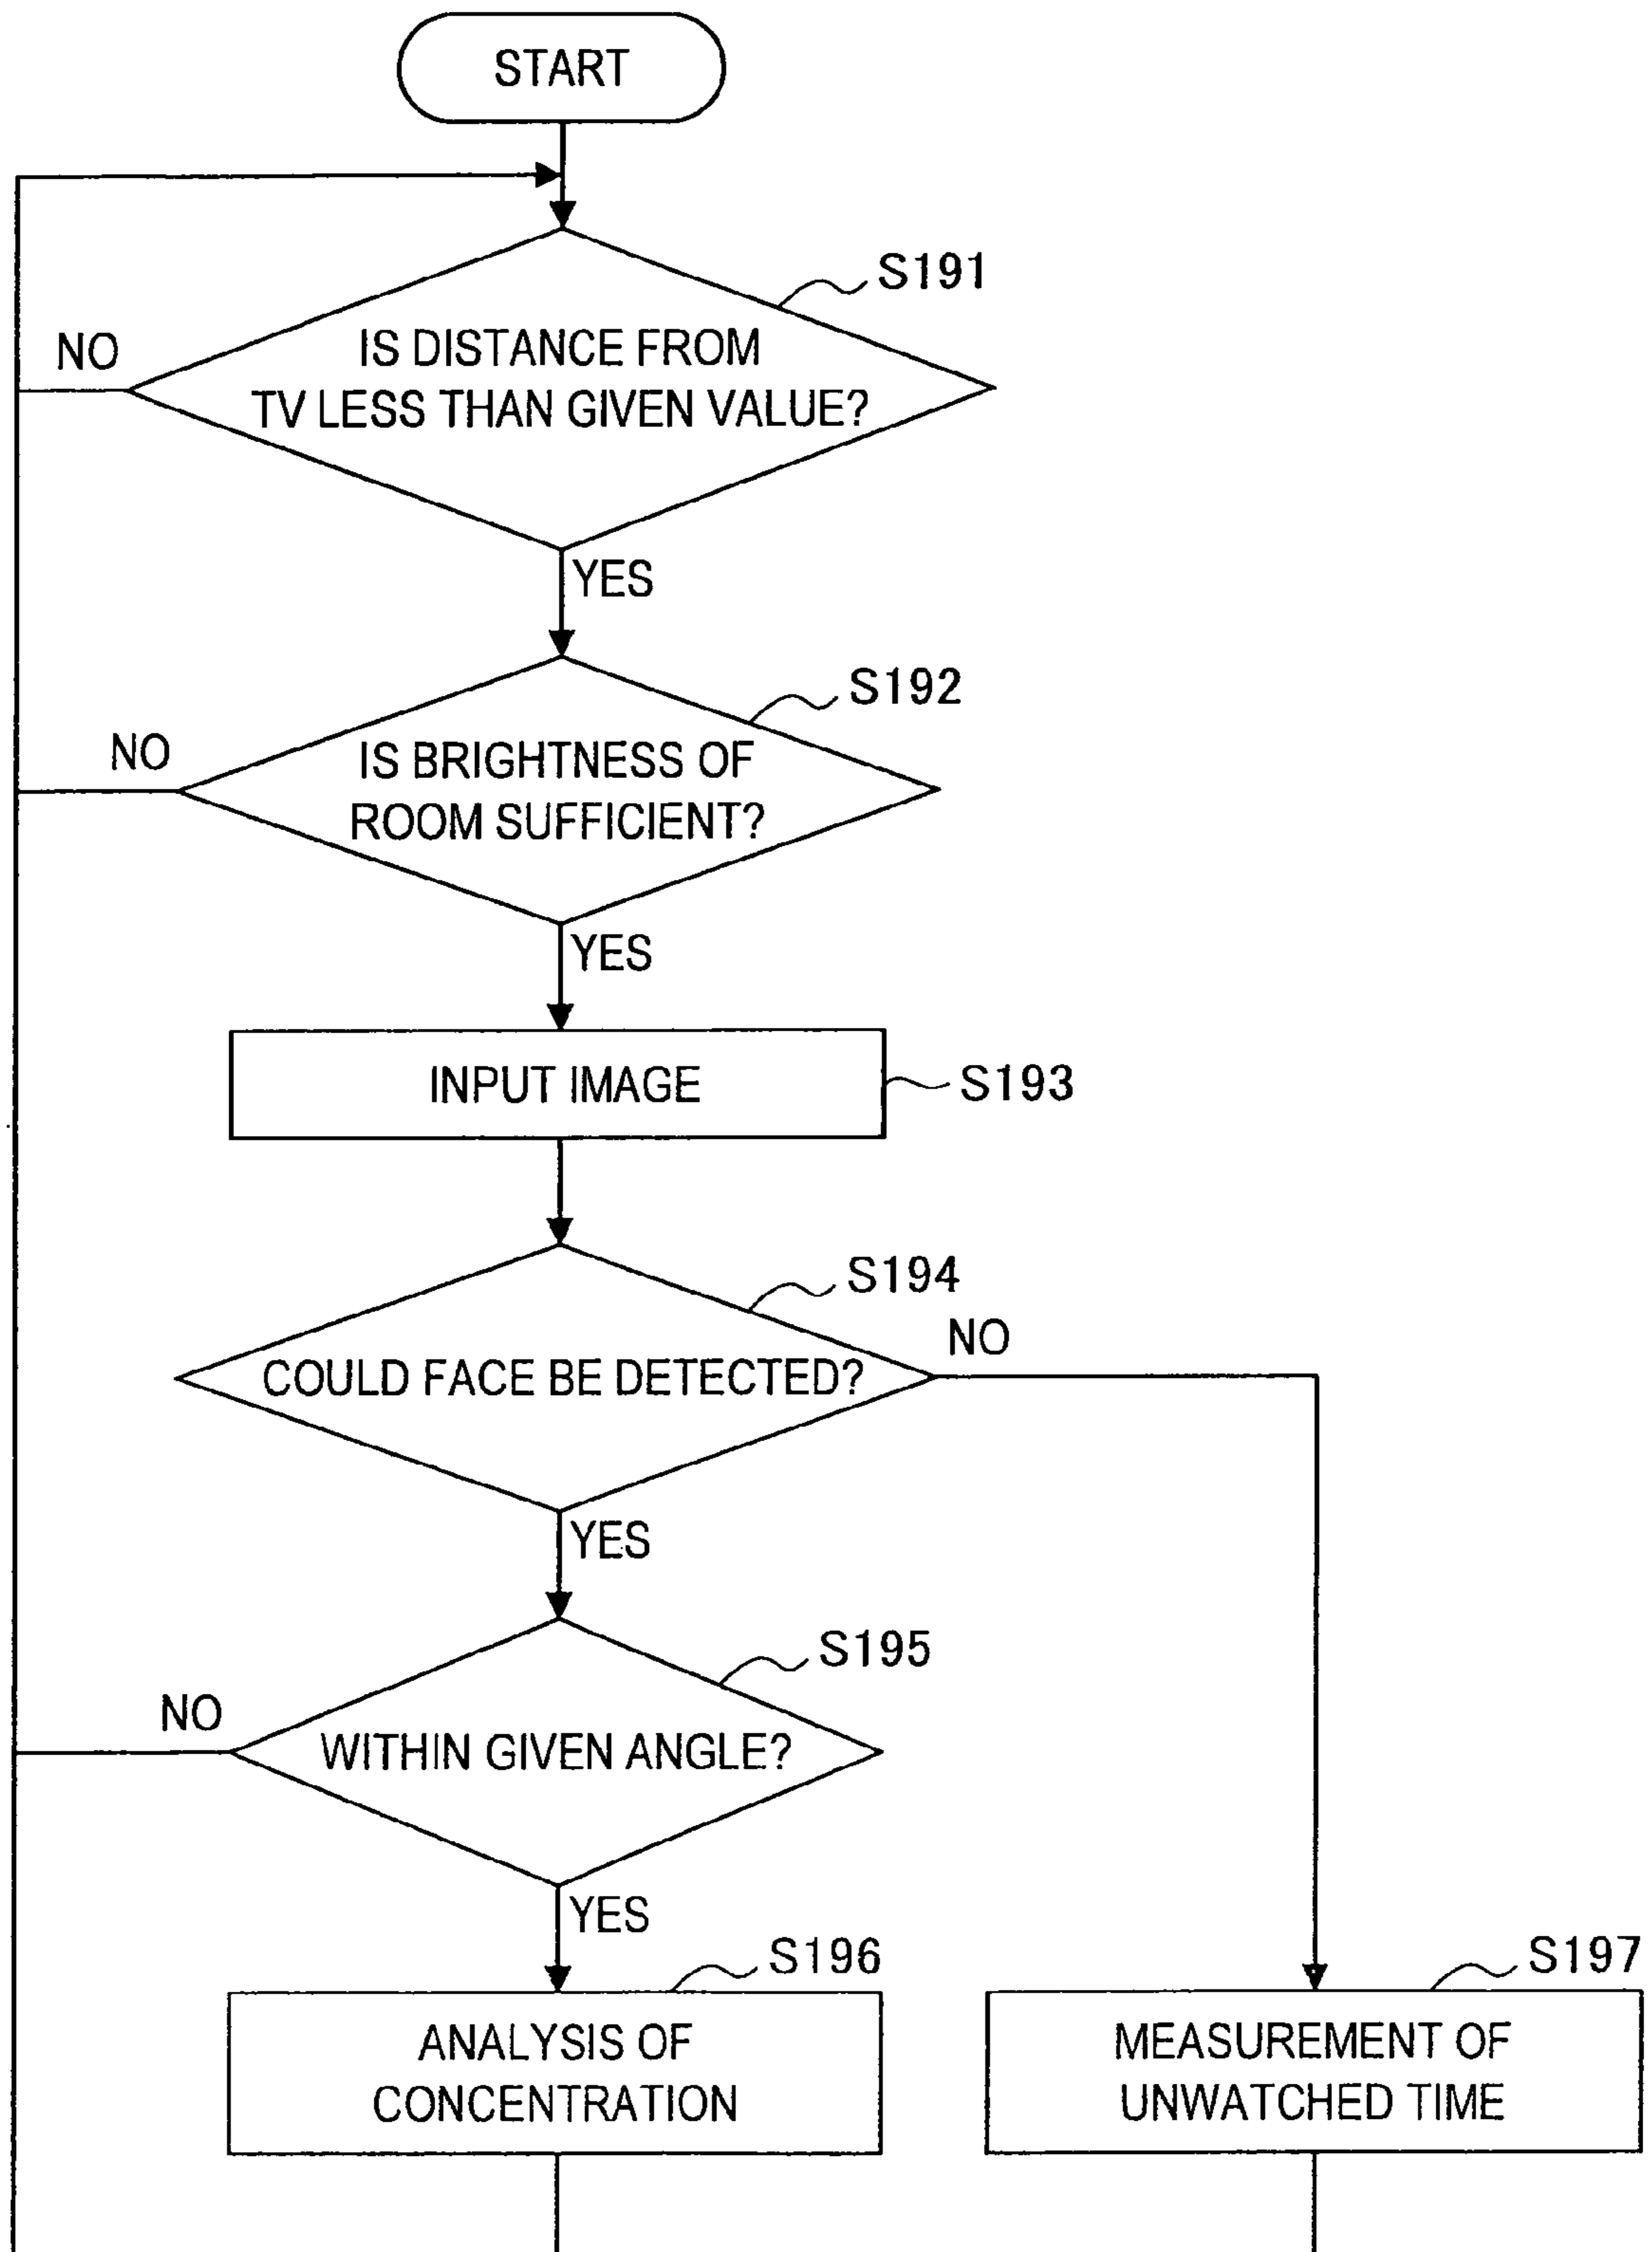 START
S191
NO
IS DISTANCE FROM
TV LESS THAN GIVEN VALUE?
YES
S192
NO
IS BRIGHTNESS OF
ROOM SUFFICIENT?
YES
INPUT IMAGE
S193
S194
NO
COULD FACE BE DETECTED?
YES
S195
NO
WITHIN GIVEN ANGLE?
YES
S196
S197
ANALYSIS OF
CONCENTRATION
MEASUREMENT OF
UNWATCHED TIME